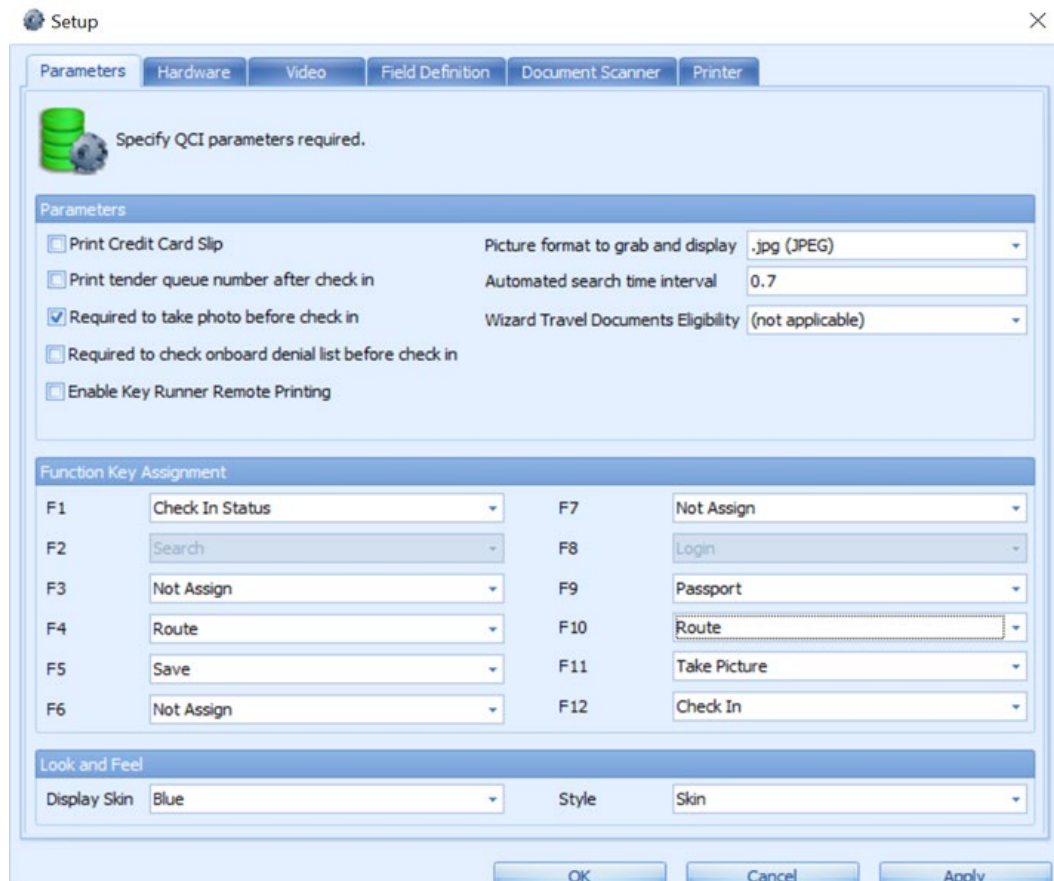 Setup
Parameters Hardware Video Field Definition Document Scanner Printer
Specify QCI parameters required.
Parameters
Print Credit Card Slip
Print tender queue number after check in
Required to take photo before check in
Required to check onboard denial list before check in
Enable Key Runner Remote Printing
Picture format to grab and display .jpg (JPEG)
Automated search time interval 0.7
Wizard Travel Documents Eligibility (not applicable)
Function Key Assignment
F1 Check In Status
F2 Search
F3 Not Assign
F4 Route
F5 Save
F6 Not Assign
F7 Not Assign
F8 Login
F9 Passport
F10 Route
F11 Take Picture
F12 Check In
Look and Feel
Display Skin Blue Style Skin
OK Cancel Apply